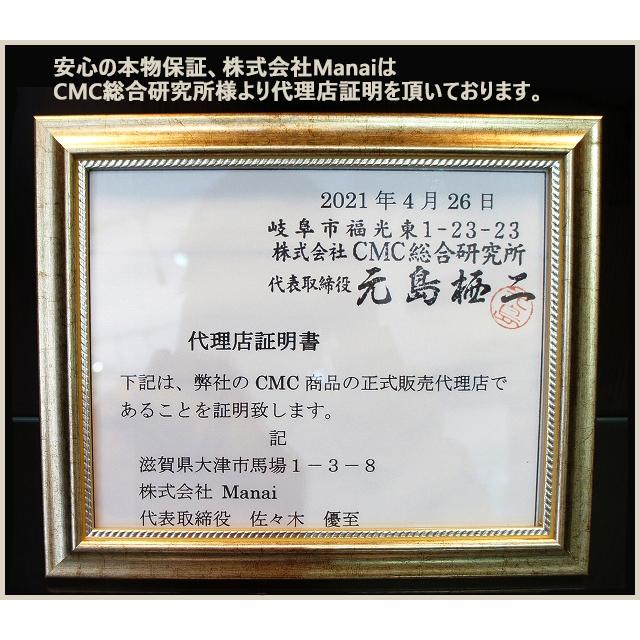 安心の本物保証、株式会社Manaiは
CMC総合研究所様より代理店証明を頂いております。
2021年4月26日
岐阜市福光東1-23-23
株式会社CMC総合研究所
代表取締役 元島栖二
代理店証明書
下記は、弊社の CMC 商品の正式販売代理店で
あることを証明致します。
記
滋賀県大津市馬場1－3－8
株式会社 Manai
代表取締役 佐々木 優至